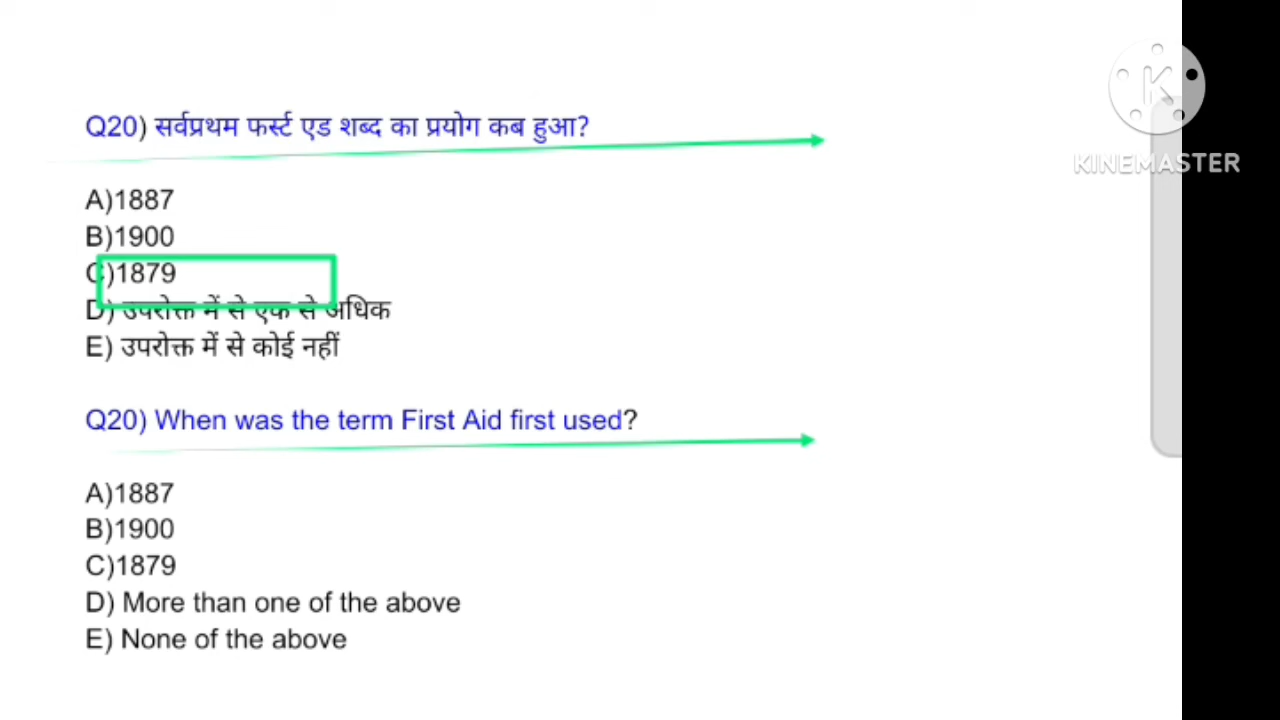 Q20) सर्वप्रथम फर्स्ट एड शब्द का प्रयोग कब हुआ?
A)1887
B)1900
C)1879
D) उपरोक्त में से एक से अधिक
E) उपरोक्त में से कोई नहीं
Q20) When was the term First Aid first used?
A)1887
B)1900
C)1879
D) More than one of the above
E) None of the above
K
KINEMASTER